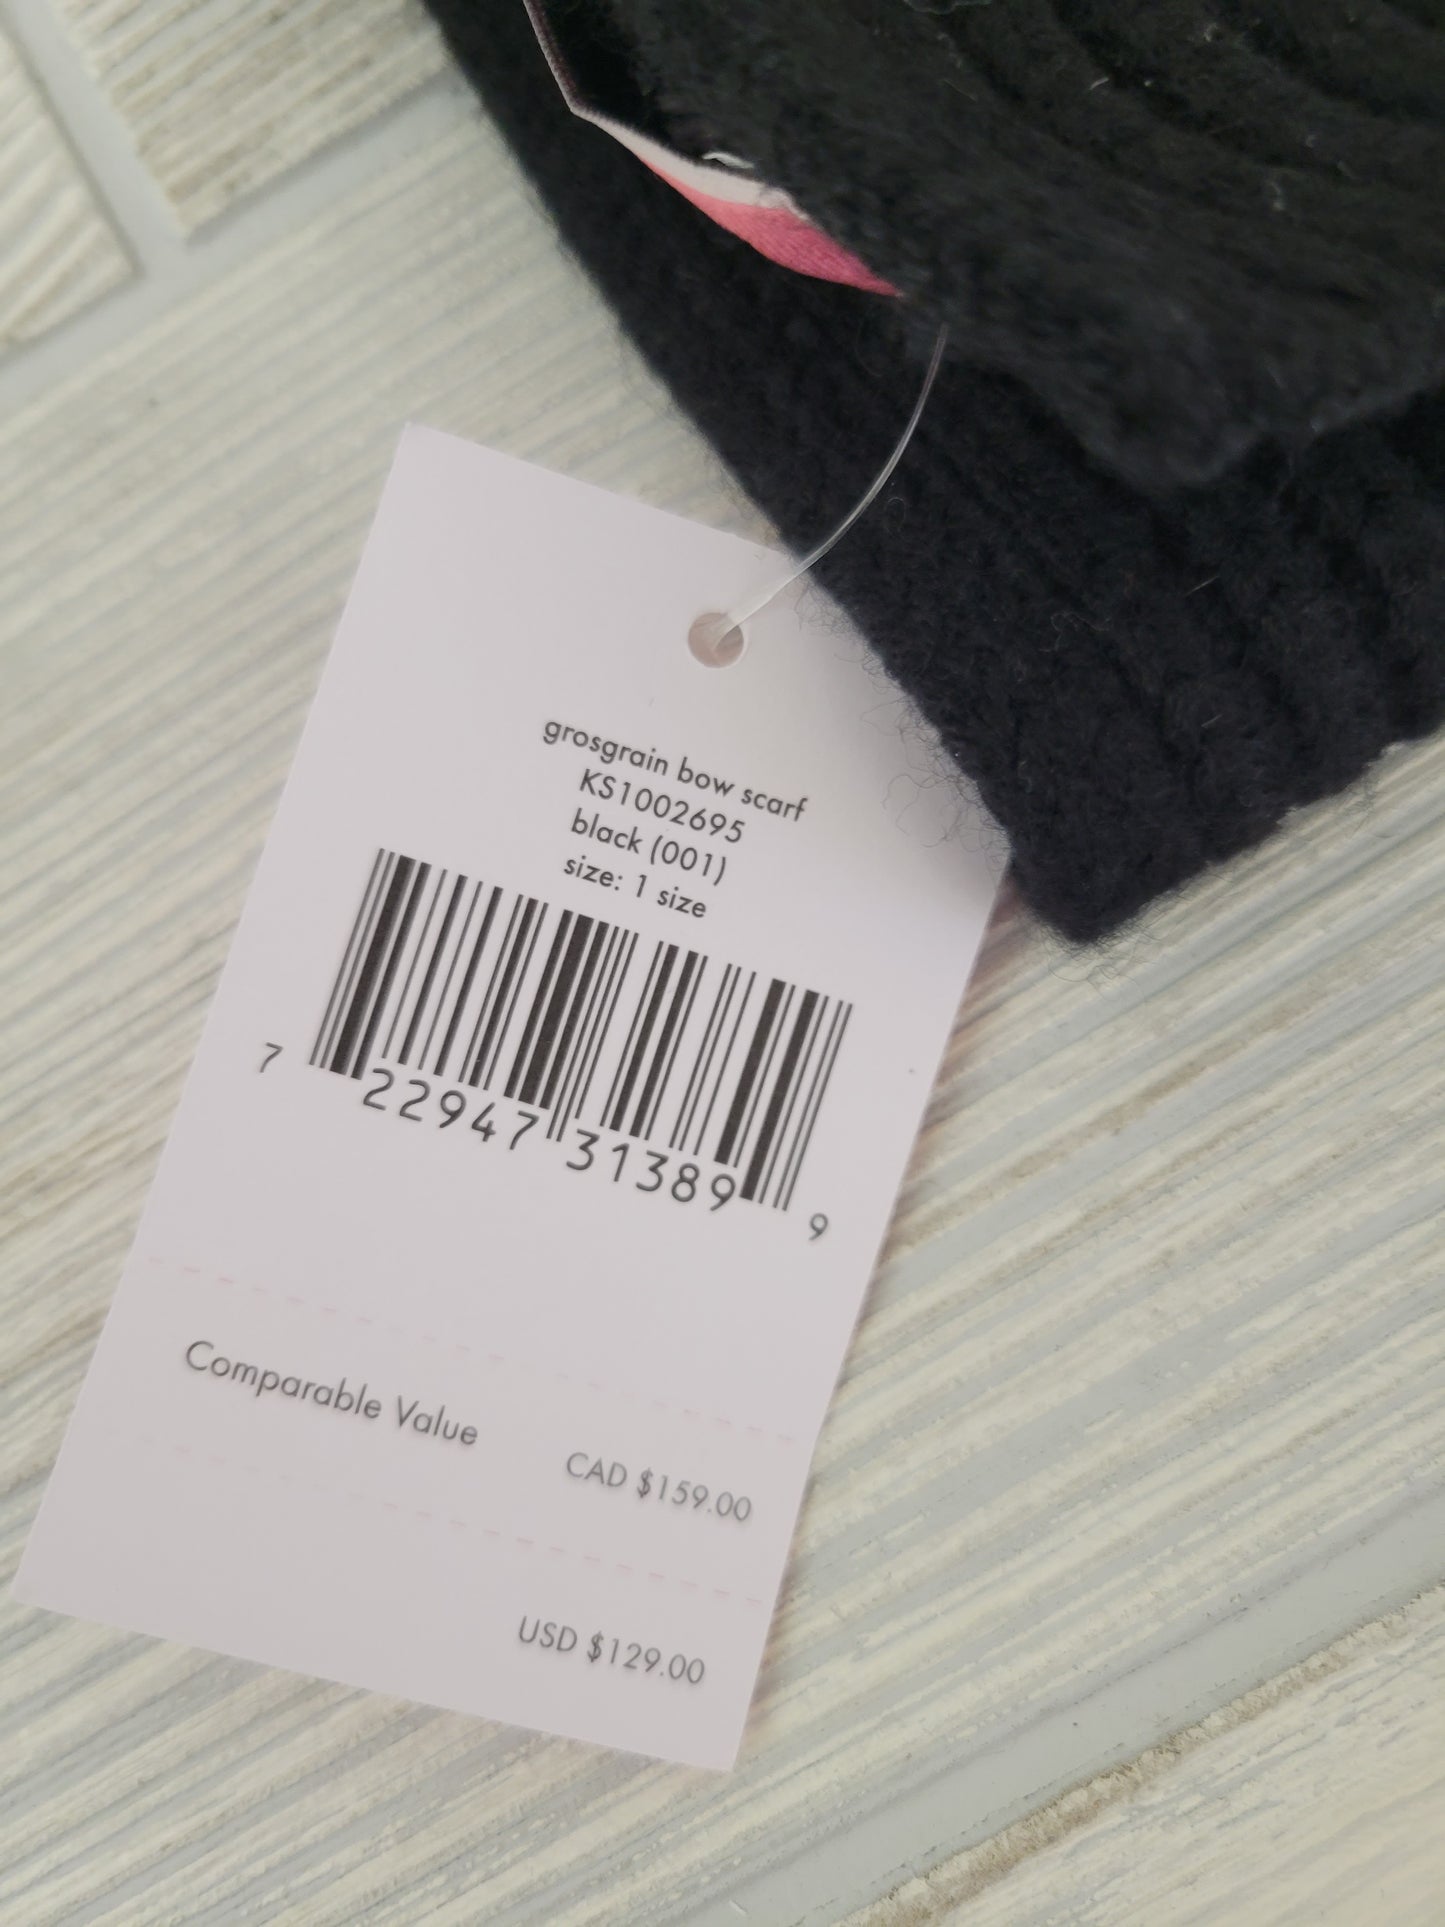 grosgrain bow scarf
KS1002695
black (001)
size: 1 size
7 22947 31389 9
Comparable Value
CAD $159.00
USD $129.00